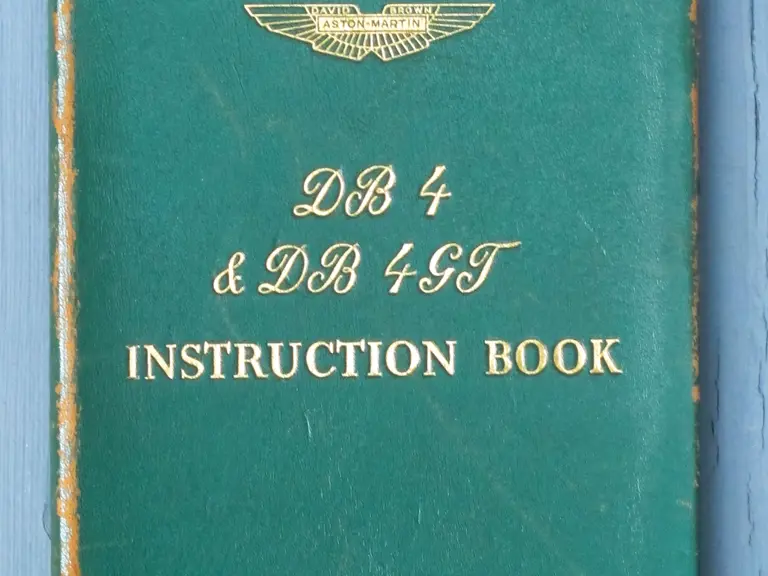 DAVID BROWN
ASTON-MARTIN
DB 4
& DB 4GT
INSTRUCTION BOOK